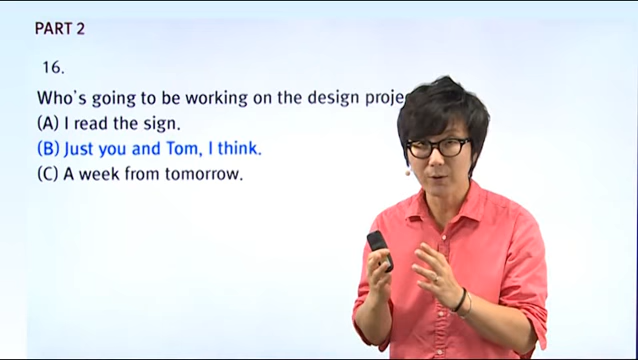 PART 2
16.
Who's going to be working on the design proje
(A) I read the sign.
(B) Just you and Tom, I think.
(C) A week from tomorrow.